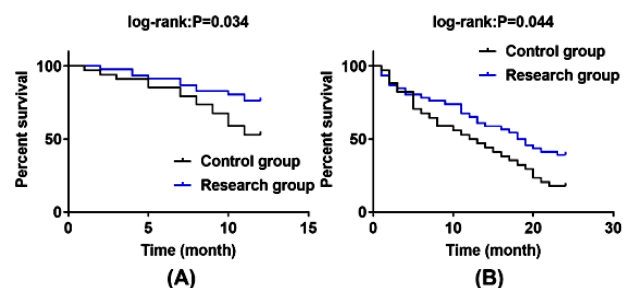 log-rank:P=0.034
Percent survival
100
50
0
Control group
Research group
0 5 10 15
Time (month)
(A)
log-rank:P=0.044
Percent survival
100
50
0
Control group
Research group
0 10 20 30
Time (month)
(B)